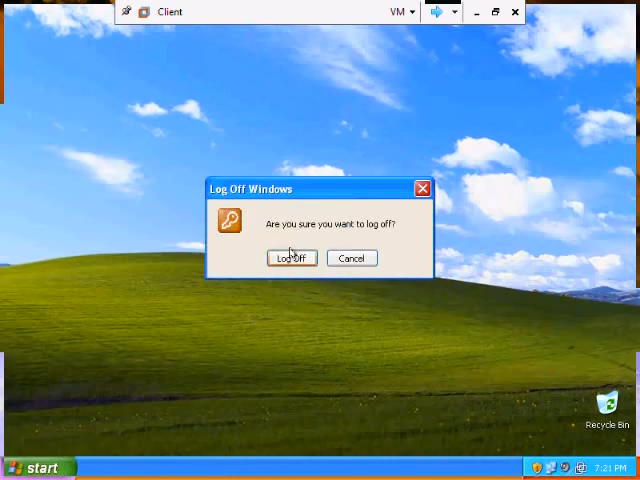 Client
VM
Log Off Windows
Are you sure you want to log off?
Log Off
Cancel
Recycle Bin
start
7:21 PM